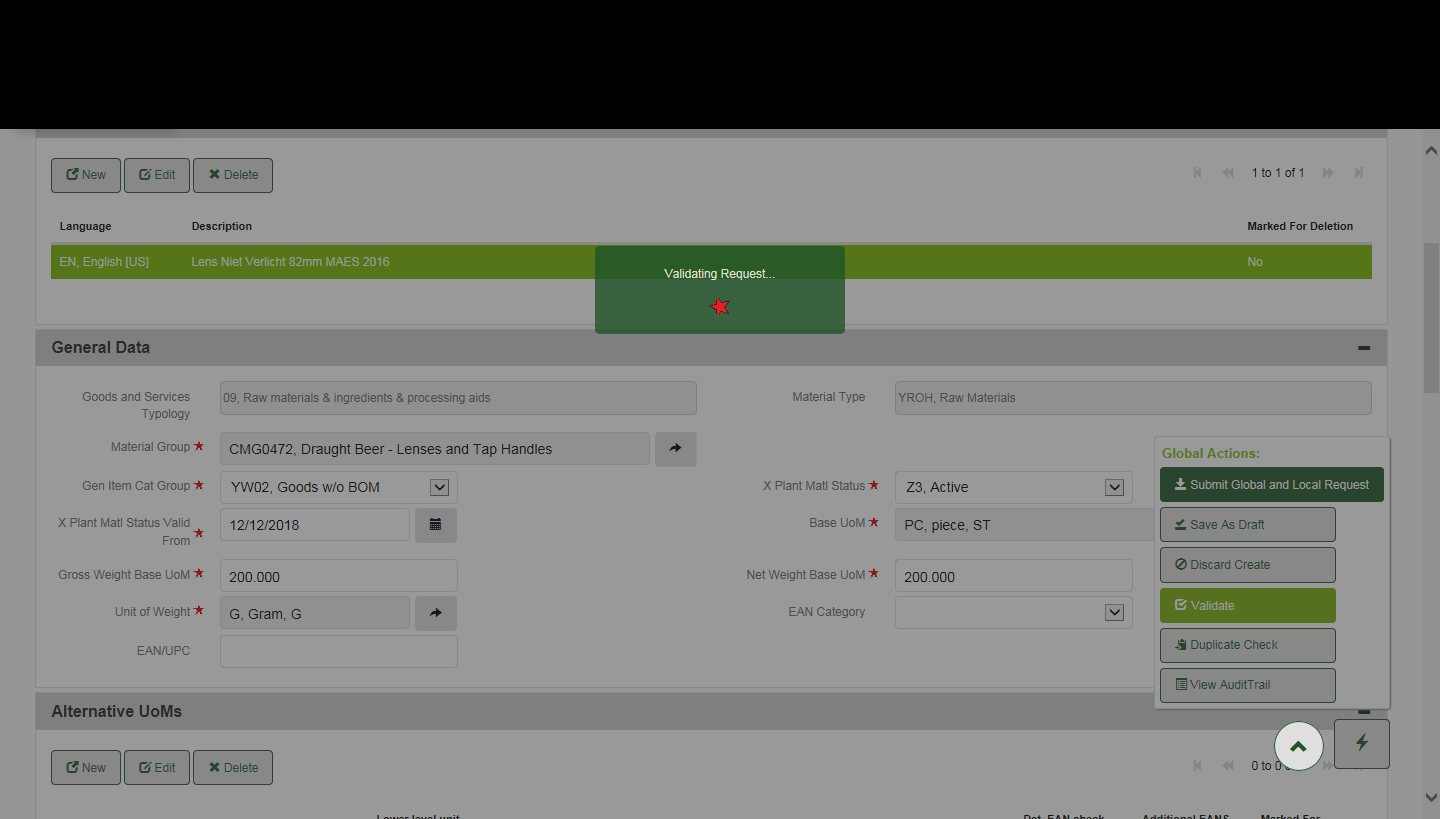 New Edit Delete
1 to 1 of 1
Language Description Marked For Deletion
EN, English [US] Lens Niet Verlicht 82mm MAES 2016 No
Validating Request...
General Data
Goods and Services
Typology
09, Raw materials & ingredients & processing aids
Material Type YROH, Raw Materials
Material Group CMG0472, Draught Beer - Lenses and Tap Handles
Gen Item Cat Group YW02, Goods w/o BOM
X Plant Matl Status Z3, Active
X Plant Matl Status Valid
From
12/12/2018
Base UoM PC, piece, ST
Gross Weight Base UoM 200.000
Net Weight Base UoM 200.000
Unit of Weight G, Gram, G
EAN Category
EAN/UPC
Global Actions:
Submit Global and Local Request
Save As Draft
Discard Create
Validate
Duplicate Check
View AuditTrail
Alternative UoMs
New Edit Delete
0 to 0
Lower level unit Det. EAN check Additional EANS Marked For